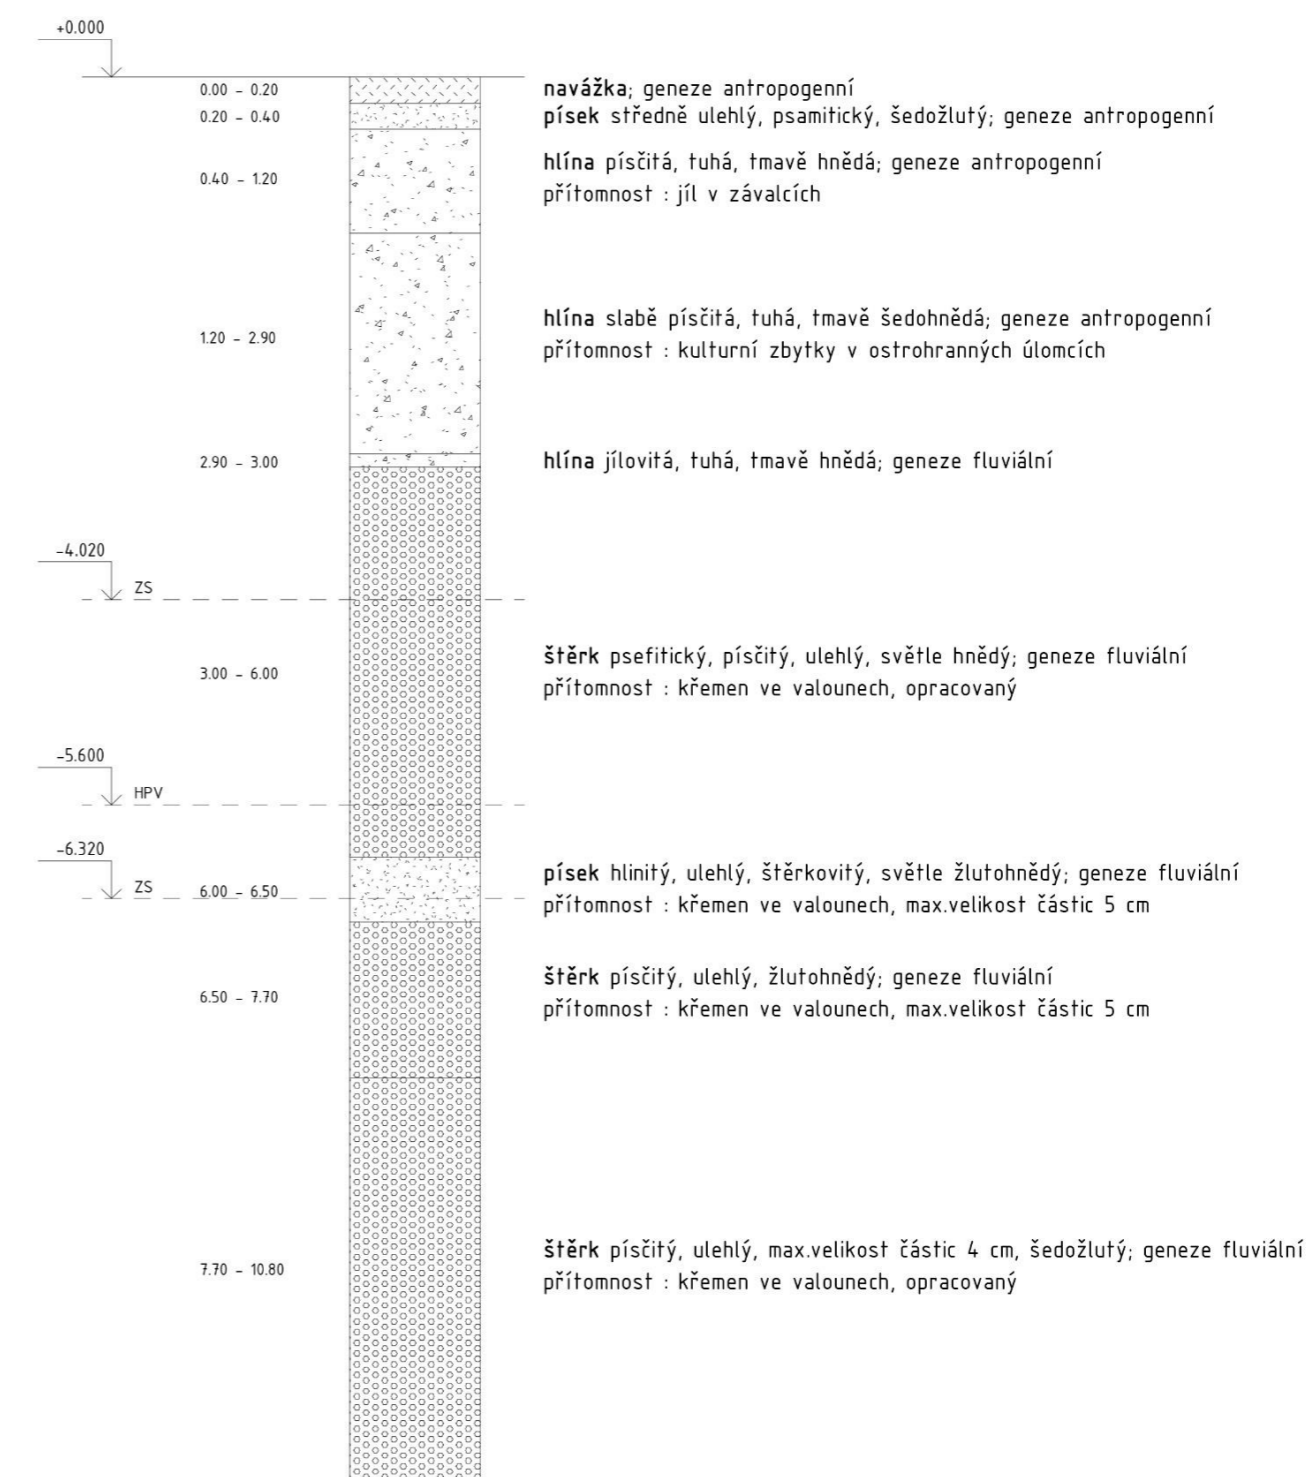 +0.000
0.00 – 0.20
navážka; geneze antropogenní
0.20 – 0.40
písek středně ulehlý, psamitický, šedožlutý; geneze antropogenní
0.40 – 1.20
hlína písčitá, tuhá, tmavě hnědá; geneze antropogenní
přítomnost : jíl v závalcích
1.20 – 2.90
hlína slabě písčitá, tuhá, tmavě šedohnědá; geneze antropogenní
přítomnost : kulturní zbytky v ostrohranných úlomcích
2.90 – 3.00
hlína jílovitá, tuhá, tmavě hnědá; geneze fluviální
-4.020
ZS
3.00 – 6.00
štěrk psefitický, písčitý, ulehlý, světle hnědý; geneze fluviální
přítomnost : křemen ve valounech, opracovaný
-5.600
HPV
-6.320
ZS
6.00 – 6.50
písek hlinitý, ulehlý, štěrkovitý, světle žlutohnědý; geneze fluviální
přítomnost : křemen ve valounech, max.velikost částic 5 cm
6.50 – 7.70
štěrk písčitý, ulehlý, žlutohnědý; geneze fluviální
přítomnost : křemen ve valounech, max.velikost částic 5 cm
7.70 – 10.80
štěrk písčitý, ulehlý, max.velikost částic 4 cm, šedožlutý; geneze fluviální
přítomnost : křemen ve valounech, opracovaný